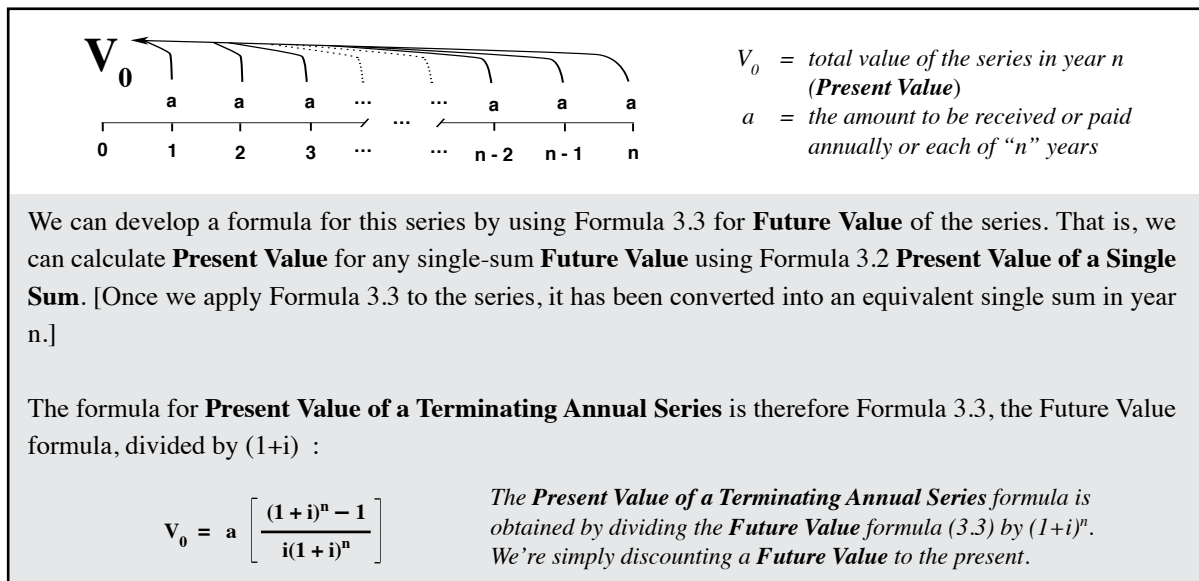 V₀
V₀ = total value of the series in year n
(Present Value)
a = the amount to be received or paid
annually or each of “n” years
a a a ... ... a a a
...
0 1 2 3 ... ... n - 2 n - 1 n
We can develop a formula for this series by using Formula 3.3 for Future Value of the series. That is, we
can calculate Present Value for any single-sum Future Value using Formula 3.2 Present Value of a Single
Sum. [Once we apply Formula 3.3 to the series, it has been converted into an equivalent single sum in year
n.]
The formula for Present Value of a Terminating Annual Series is therefore Formula 3.3, the Future Value
formula, divided by (1+i) :
V₀ = a [ (1 + i)ⁿ – 1 / i(1 + i)ⁿ ]
The Present Value of a Terminating Annual Series formula is
obtained by dividing the Future Value formula (3.3) by (1+i)ⁿ.
We’re simply discounting a Future Value to the present.